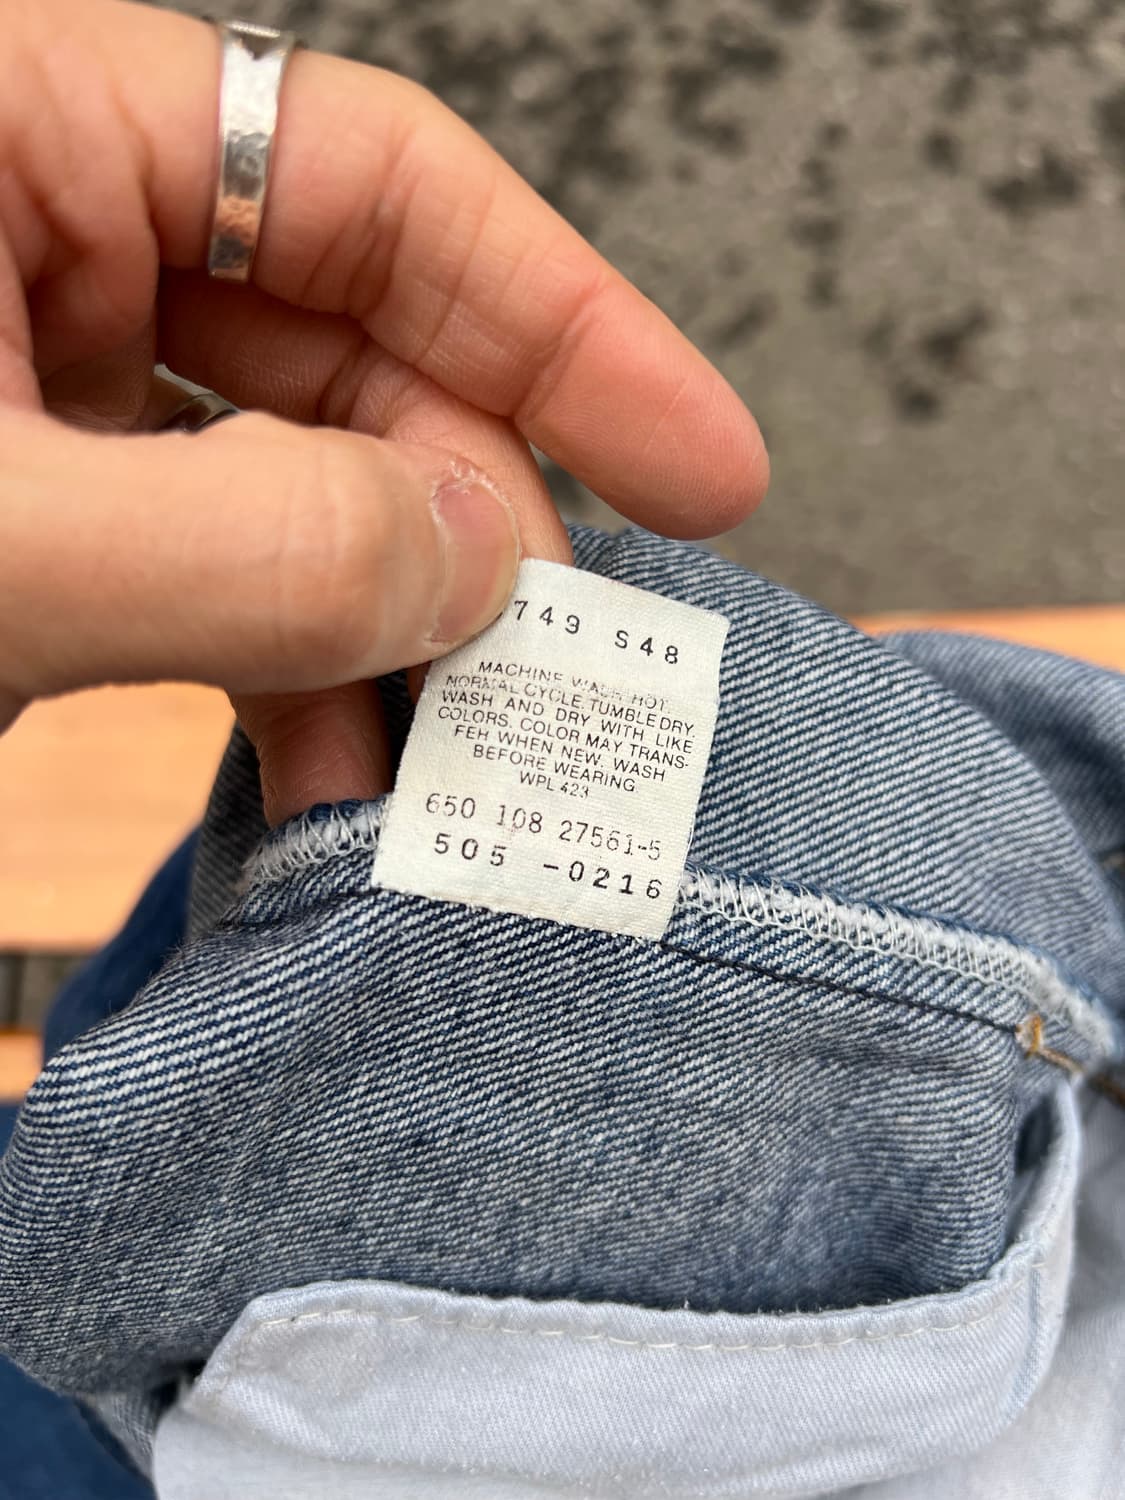 749 S48
MACHINE WASH HOT.
NORMAL CYCLE. TUMBLE DRY.
WASH AND DRY WITH LIKE
COLORS. COLOR MAY TRANS-
FEH WHEN NEW. WASH
BEFORE WEARING
WPL 423
650 108 27561-5
505 -0216